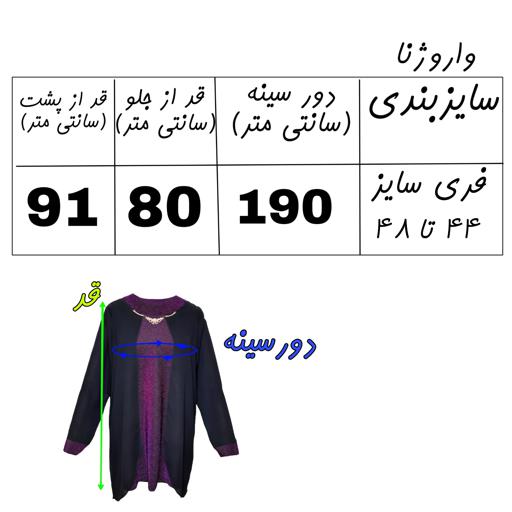 واروژنا
سایزبندی
دور سینه
(سانتی متر)
قد از جلو
(سانتی متر)
قد از پشت
(سانتی متر)
فری سایز
۴۴ تا ۴۸
190
80
91
قد
دور سینه